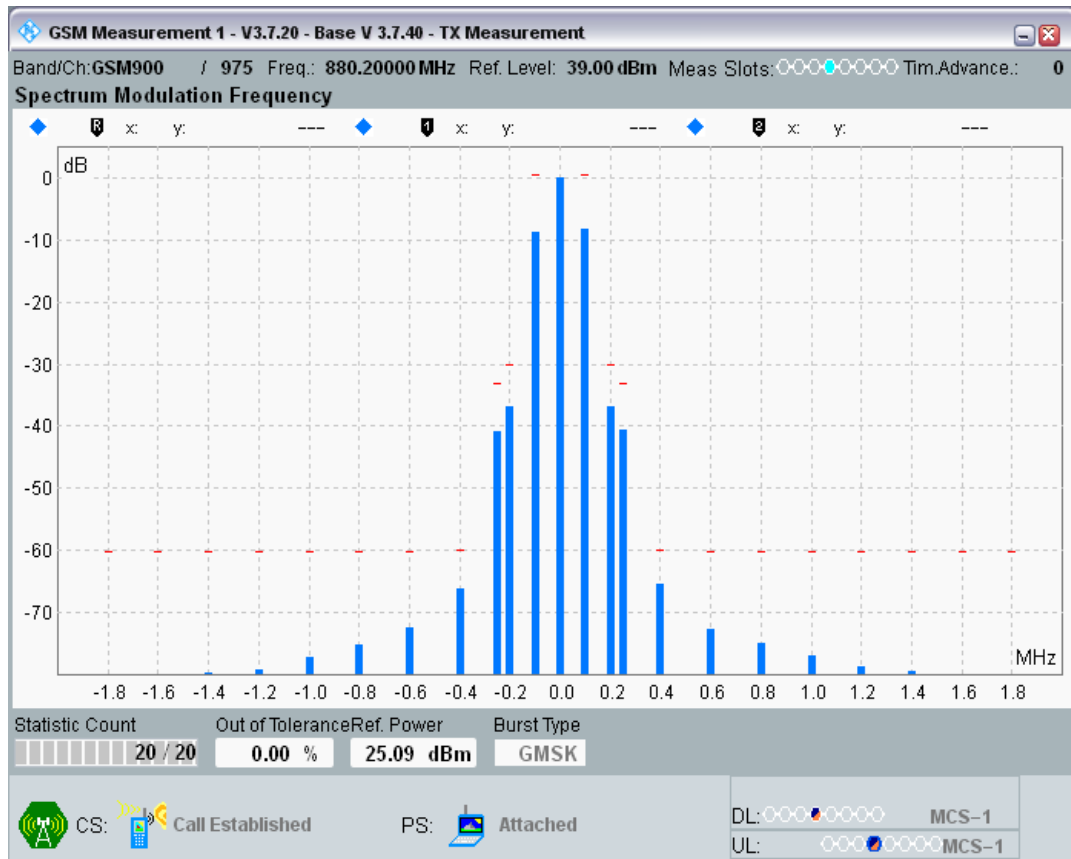 GSM Measurement 1 - V3.7.20 - Base V 3.7.40 - TX Measurement
Band/Ch:GSM900 / 975 Freq.: 880.20000 MHz Ref. Level: 39.00 dBm Meas Slots: Tim.Advance.: 0
Spectrum Modulation Frequency
R x: y: --- 1 x: y: --- 2 x: y: ---
dB
0
-10
-20
-30
-40
-50
-60
-70
MHz
-1.8 -1.6 -1.4 -1.2 -1.0 -0.8 -0.6 -0.4 -0.2 0.0 0.2 0.4 0.6 0.8 1.0 1.2 1.4 1.6 1.8
Statistic Count Out of Tolerance Ref. Power Burst Type
20 / 20 0.00 % 25.09 dBm GMSK
CS: Call Established PS: Attached
DL: MCS-1
UL: MCS-1